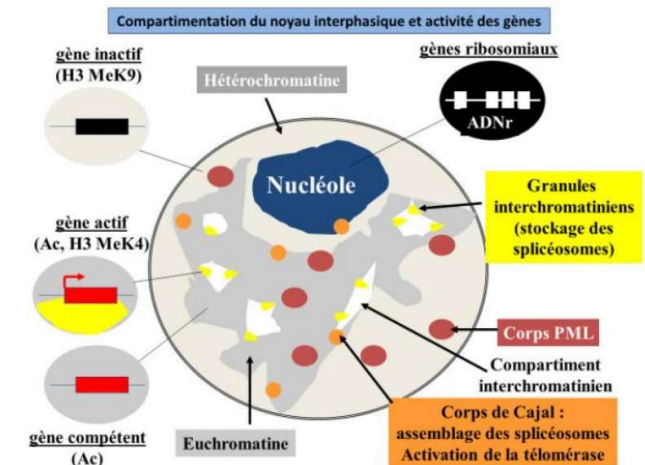 Compartimentation du noyau interphasique et activité des gènes
gène inactif
(H3 MeK9)
Hétérochromatine
gènes ribosomiaux
ADNr
Nucléole
Granules
interchromatiniens
(stockage des
splicéosomes)
gène actif
(Ac, H3 MeK4)
Corps PML
Compartiment
interchromatinien
gène compétent
(Ac)
Euchromatine
Corps de Cajal :
assemblage des splicéosomes
Activation de la télomérase